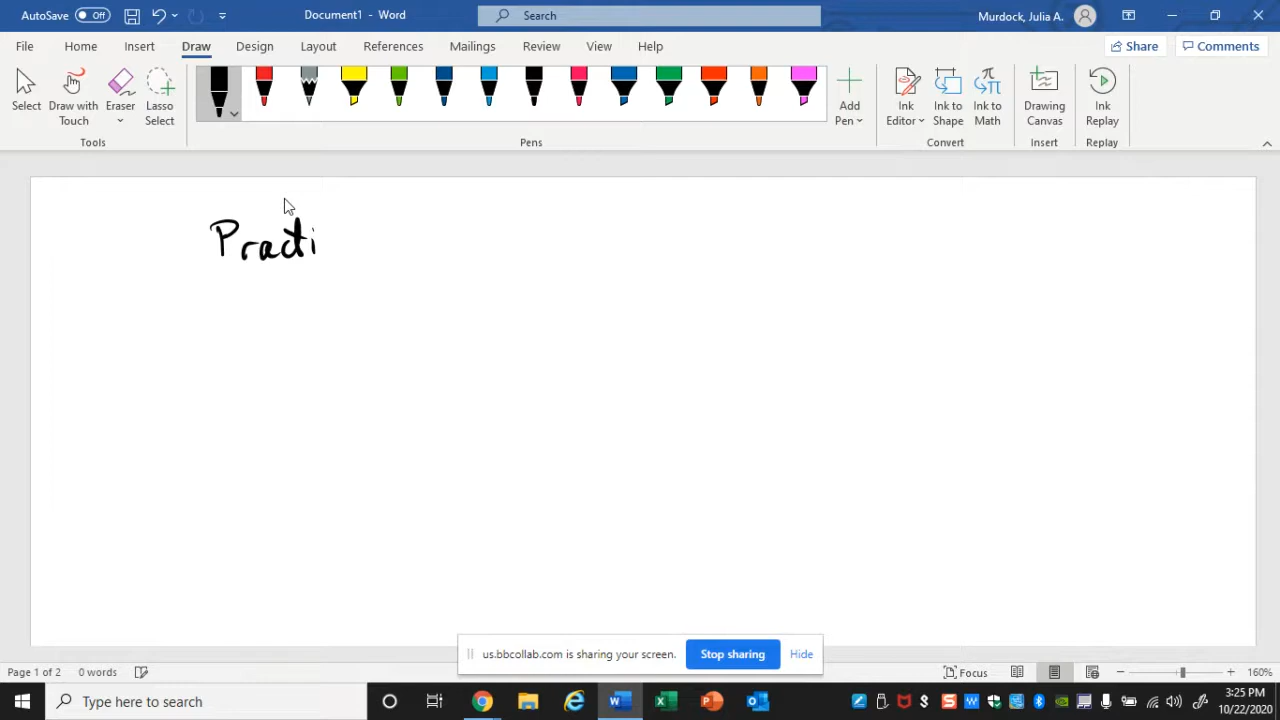 AutoSave Off Document1 - Word Search Murdock, Julia A.
File Home Insert Draw Design Layout References Mailings Review View Help Share Comments
Select Draw with Touch Eraser Lasso Select Add Pen Ink Editor Ink to Shape Ink to Math Drawing Canvas Ink Replay
Tools Pens Convert Insert Replay
Practi
us.bbcollab.com is sharing your screen. Stop sharing Hide
Page 1 of 2 0 words Focus 160%
Type here to search 3:25 PM
10/22/2020